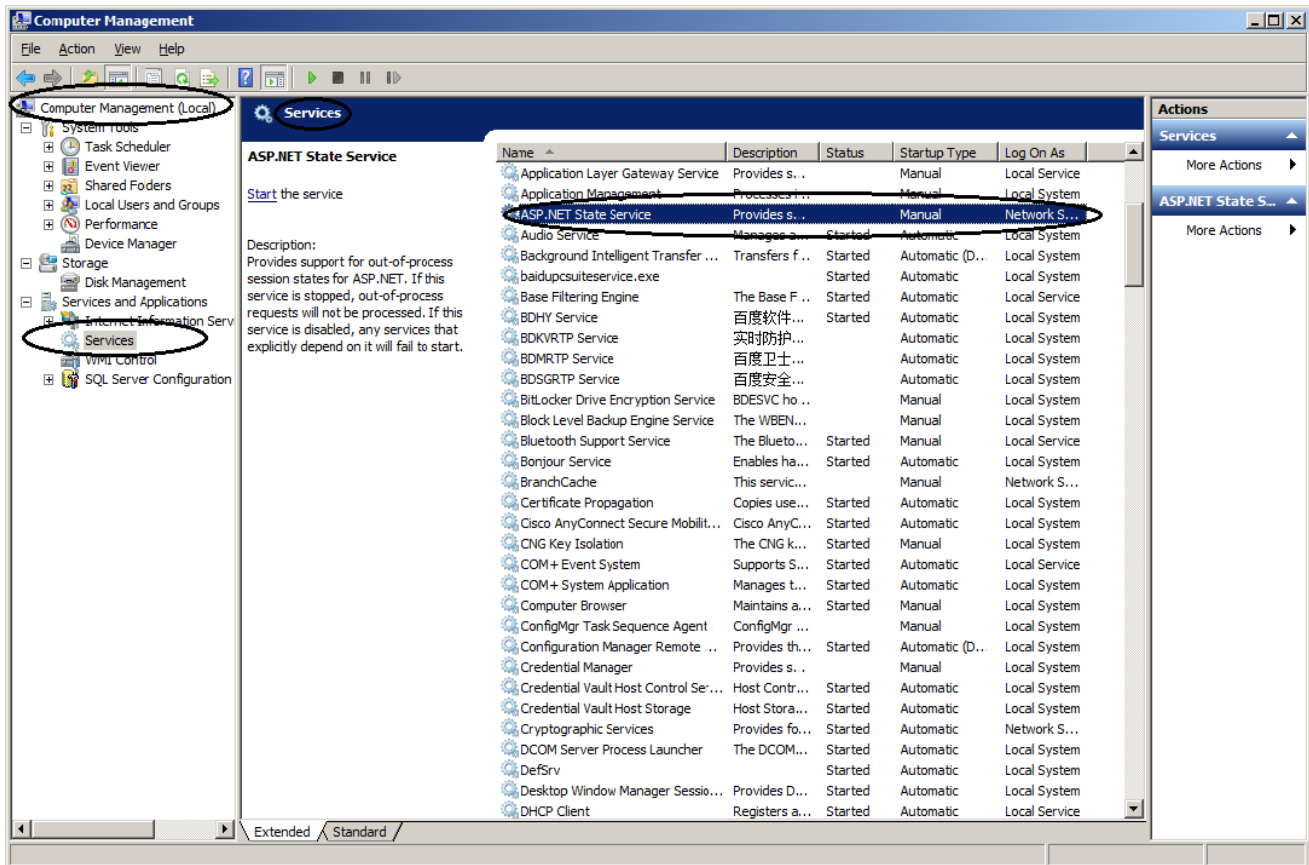 Computer Management
File Action View Help
Computer Management (Local)
System Tools
Task Scheduler
Event Viewer
Shared Foders
Local Users and Groups
Performance
Device Manager
Storage
Disk Management
Services and Applications
Internet Information Serv
Services
WMI Control
SQL Server Configuration
Services
ASP.NET State Service
Start the service
Description:
Provides support for out-of-process
session states for ASP.NET. If this
service is stopped, out-of-process
requests will not be processed. If this
service is disabled, any services that
explicitly depend on it will fail to start.
Name Description Status Startup Type Log On As
Application Layer Gateway Service Provides s... Manual Local Service
Application Management Processes i... Manual Local System
ASP.NET State Service Provides s... Manual Network S...
Audio Service Manages a... Started Automatic Local System
Background Intelligent Transfer ... Transfers f... Started Automatic (D... Local System
baidupcsuiteservice.exe Started Automatic Local System
Base Filtering Engine The Base F... Started Automatic Local Service
BDHY Service 百度软件... Started Automatic Local System
BDKVRTP Service 实时防护... Automatic Local System
BDMRTP Service 百度卫士... Automatic Local System
BDSGRTP Service 百度安全... Automatic Local System
BitLocker Drive Encryption Service BDESVC ho... Manual Local System
Block Level Backup Engine Service The WBEN... Manual Local System
Bluetooth Support Service The Blueto... Started Manual Local Service
Bonjour Service Enables ha... Started Automatic Local System
BranchCache This servic... Manual Network S...
Certificate Propagation Copies use... Started Automatic Local System
Cisco AnyConnect Secure Mobilit... Cisco AnyC... Started Automatic Local System
CNG Key Isolation The CNG k... Started Manual Local System
COM+ Event System Supports S... Started Automatic Local Service
COM+ System Application Manages t... Started Automatic Local System
Computer Browser Maintains a... Started Manual Local System
ConfigMgr Task Sequence Agent ConfigMgr ... Manual Local System
Configuration Manager Remote ... Provides th... Started Automatic (D... Local System
Credential Manager Provides s... Manual Local System
Credential Vault Host Control Ser... Host Contr... Started Automatic Local System
Credential Vault Host Storage Host Stora... Started Automatic Local System
Cryptographic Services Provides fo... Started Automatic Network S...
DCOM Server Process Launcher The DCOM... Started Automatic Local System
DefSrv Started Automatic Local System
Desktop Window Manager Sessio... Provides D... Started Automatic Local System
DHCP Client Registers a... Started Automatic Local Service
Extended Standard
Actions
Services
More Actions
ASP.NET State S...
More Actions